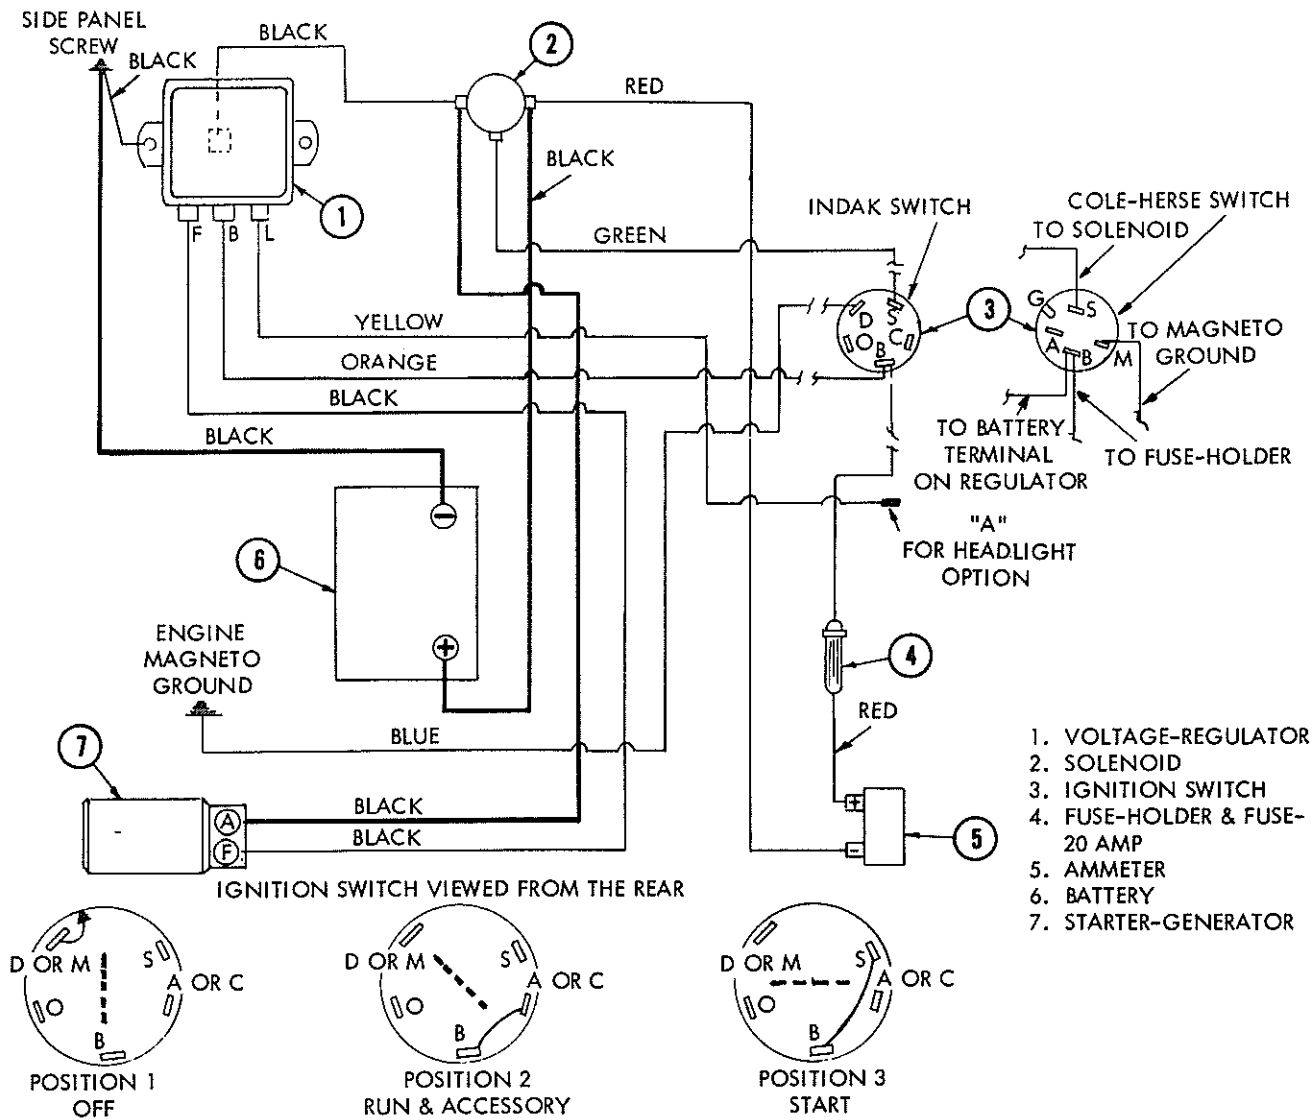 SIDE PANEL
SCREW
BLACK
BLACK
2
RED
BLACK
1
F B L
GREEN
INDAK SWITCH
COLE-HERSE SWITCH
TO SOLENOID
YELLOW
ORANGE
BLACK
BLACK
D S
O C
B
3
G S
A B M
TO MAGNETO
GROUND
TO BATTERY
TERMINAL
ON REGULATOR
TO FUSE-HOLDER
"A"
FOR HEADLIGHT
OPTION
6
−
+
ENGINE
MAGNETO
GROUND
BLUE
4
RED
7
BLACK
A
BLACK
F
+
-
5
1. VOLTAGE-REGULATOR
2. SOLENOID
3. IGNITION SWITCH
4. FUSE-HOLDER & FUSE-
20 AMP
5. AMMETER
6. BATTERY
7. STARTER-GENERATOR
IGNITION SWITCH VIEWED FROM THE REAR
D OR M S
A OR C
O
B
POSITION 1
OFF
D OR M S
A OR C
O
B
POSITION 2
RUN & ACCESSORY
D OR M S
A OR C
O
B
POSITION 3
START